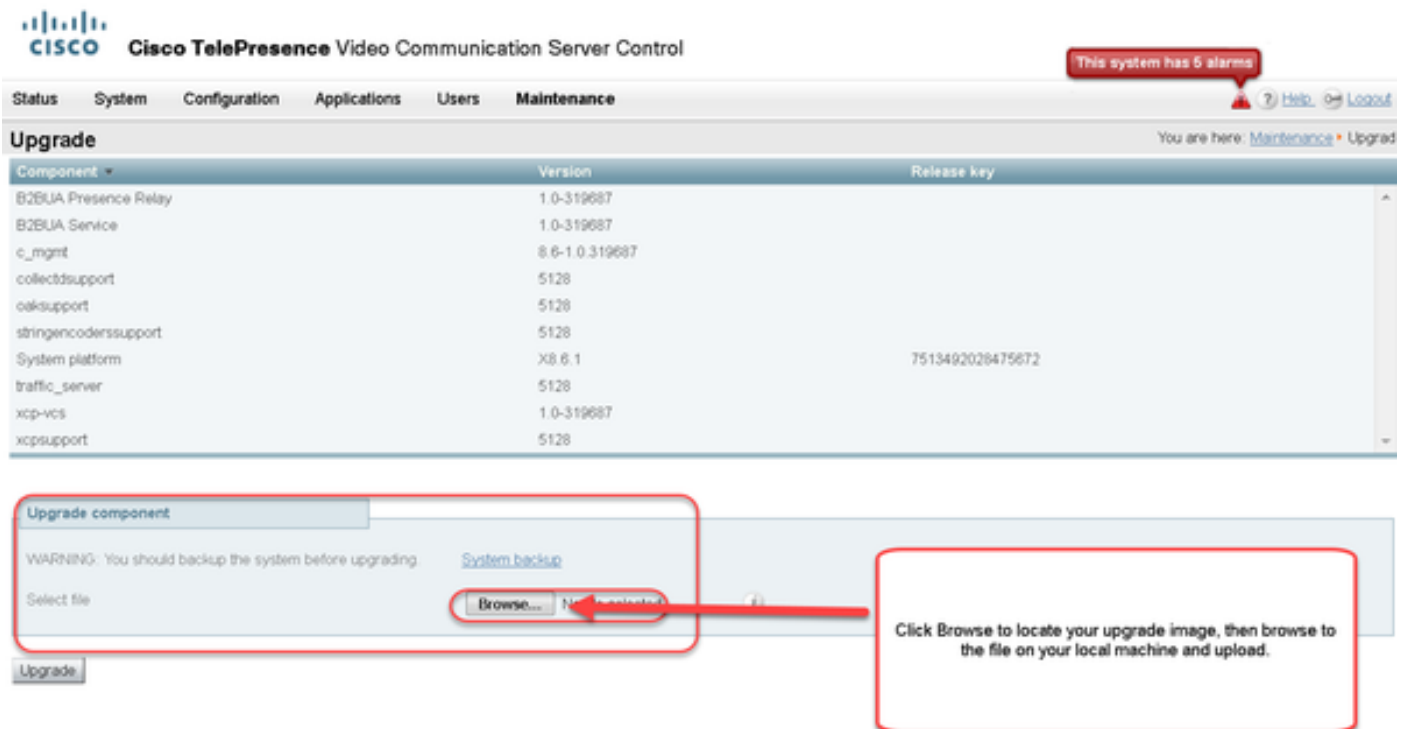 CISCO Cisco TelePresence Video Communication Server Control
This system has 5 alarms
Status System Configuration Applications Users Maintenance Help Logout
Upgrade You are here: Maintenance Upgrad
Component Version Release key
B2BUA Presence Relay 1.0-319687
B2BUA Service 1.0-319687
c_mgmt 8.6-1.0.319687
collectdsupport 5128
oaksupport 5128
stringencoderssupport 5128
System platform X8.6.1 7513492028475672
traffic_server 5128
xcp-vcs 1.0-319687
xcpsupport 5128
Upgrade component
WARNING: You should backup the system before upgrading. System backup
Select file Browse... selected
Click Browse to locate your upgrade image, then browse to
the file on your local machine and upload.
Upgrade